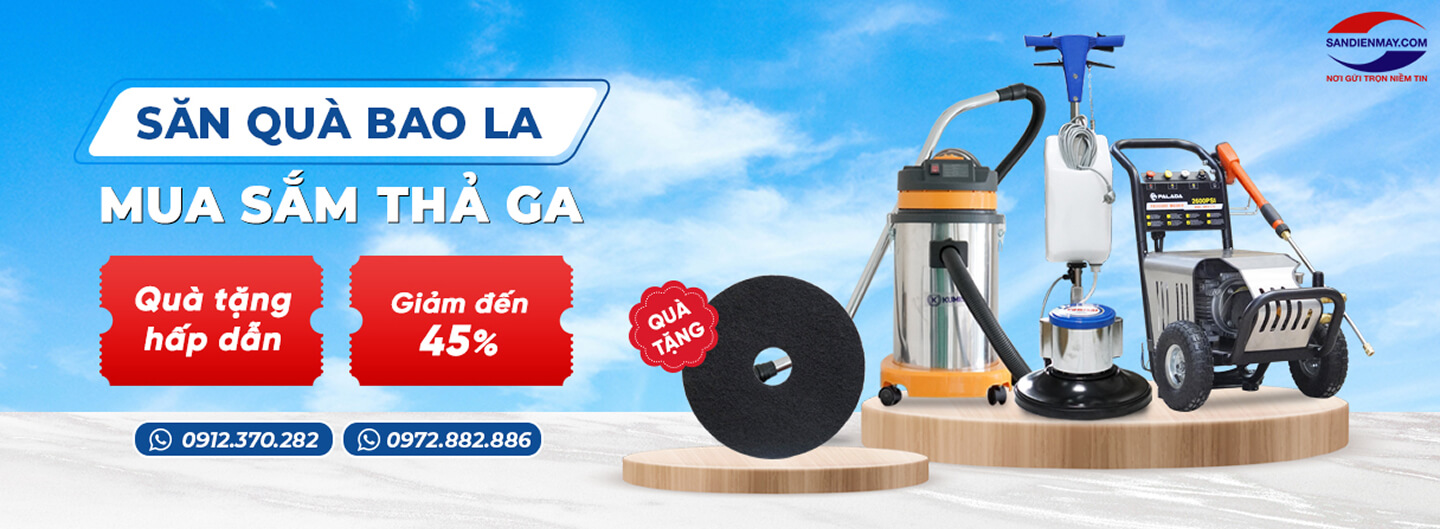 SANDIENMAY.COM
NƠI GỬI TRỌN NIỀM TIN
SĂN QUÀ BAO LA
MUA SẮM THẢ GA
Quà tặng
hấp dẫn
Giảm đến
45%
0912.370.282
0972.882.886
QUÀ
TẶNG
KUMI
PALADA
2600PSI